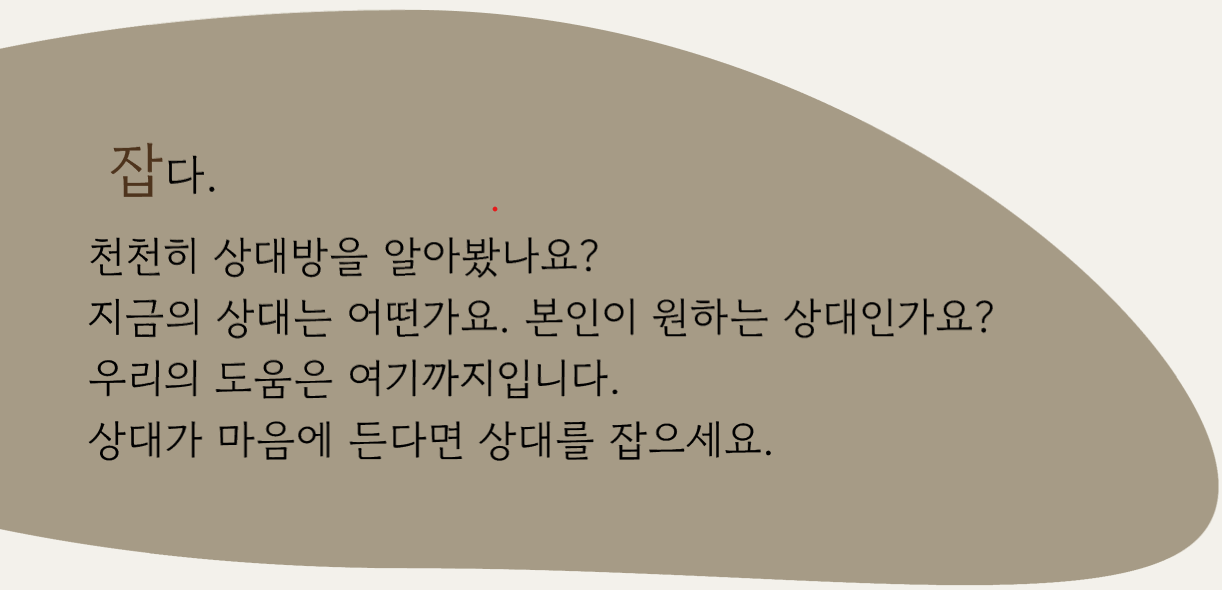 잡다.
천천히 상대방을 알아봤나요?
지금의 상대는 어떤가요. 본인이 원하는 상대인가요?
우리의 도움은 여기까지입니다.
상대가 마음에 든다면 상대를 잡으세요.